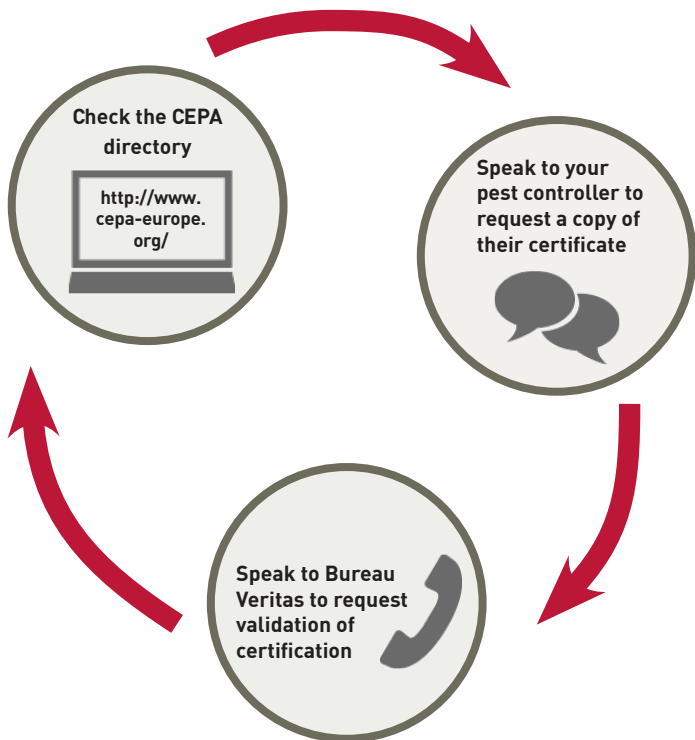 Check the CEPA
directory
http://www.
cepa-europe.
org/
Speak to your
pest controller to
request a copy of
their certificate
Speak to Bureau
Veritas to request
validation of
certification